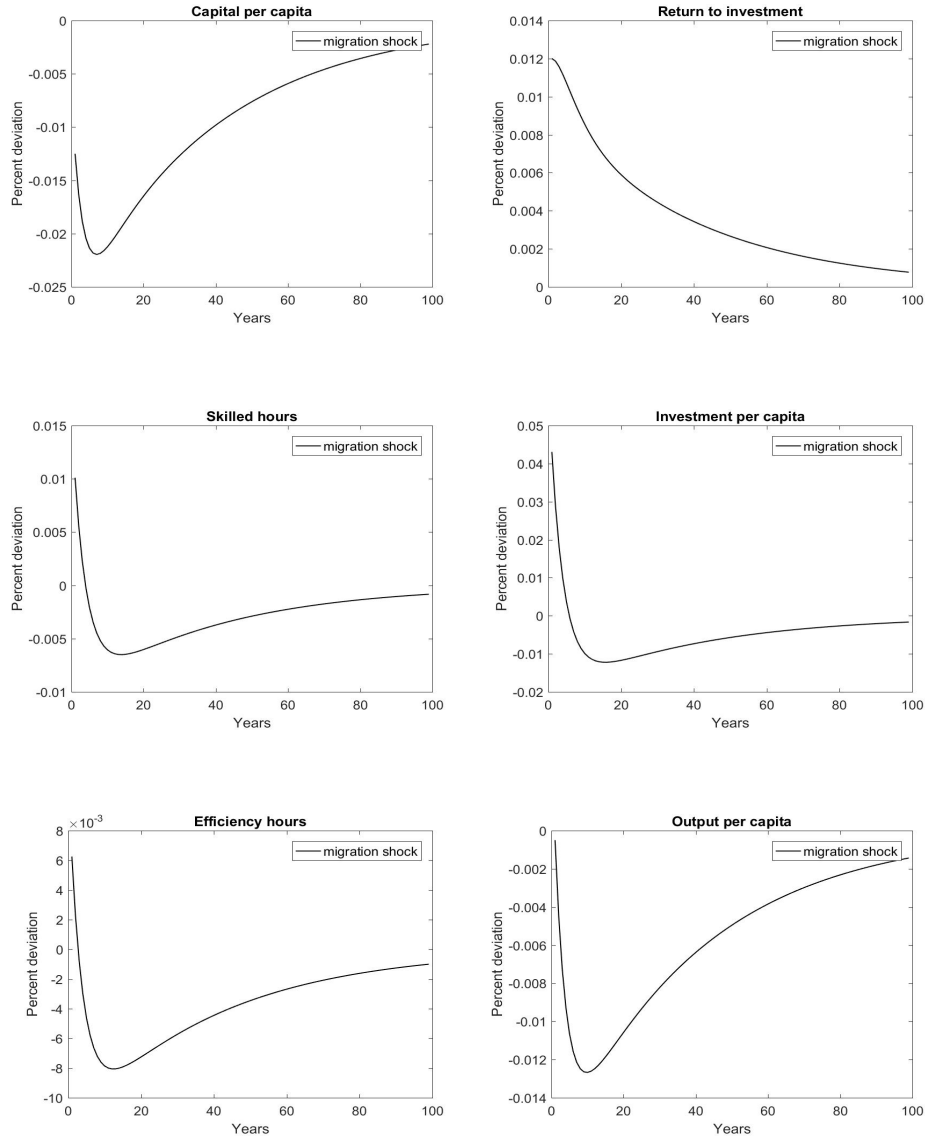 Capital per capita
0
-0.005
-0.01
-0.015
-0.02
-0.025
Percent deviation
migration shock
0 20 40 60 80 100
Years
Return to investment
0.014
0.012
0.01
0.008
0.006
0.004
0.002
0
Percent deviation
migration shock
0 20 40 60 80 100
Years
Skilled hours
0.015
0.01
0.005
0
-0.005
-0.01
Percent deviation
migration shock
0 20 40 60 80 100
Years
Investment per capita
0.05
0.04
0.03
0.02
0.01
0
-0.01
-0.02
Percent deviation
migration shock
0 20 40 60 80 100
Years
Efficiency hours
×10-3
8
6
4
2
0
-2
-4
-6
-8
-10
Percent deviation
migration shock
0 20 40 60 80 100
Years
Output per capita
0
-0.002
-0.004
-0.006
-0.008
-0.01
-0.012
-0.014
Percent deviation
migration shock
0 20 40 60 80 100
Years